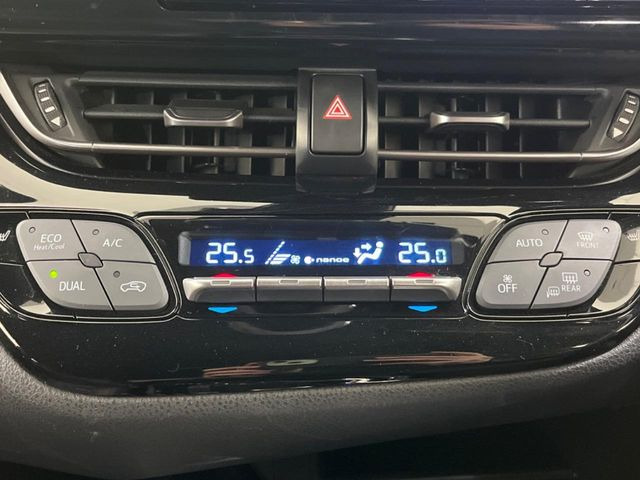 ECO
Heat/Cool
A/C
DUAL
25.5
nanoe
25.0
AUTO
FRONT
OFF
REAR